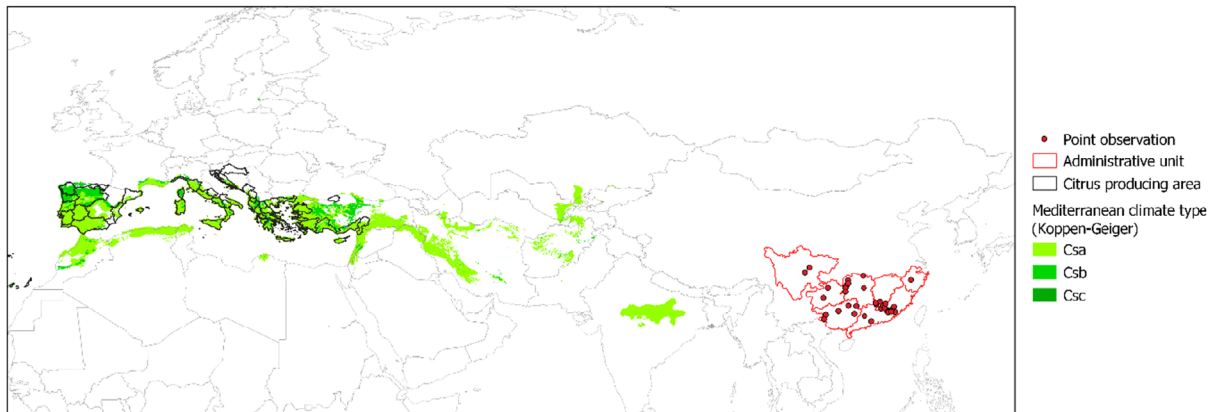 Point observation
Administrative unit
Citrus producing area
Mediterranean climate type
(Koppen-Geiger)
Csa
Csb
Csc